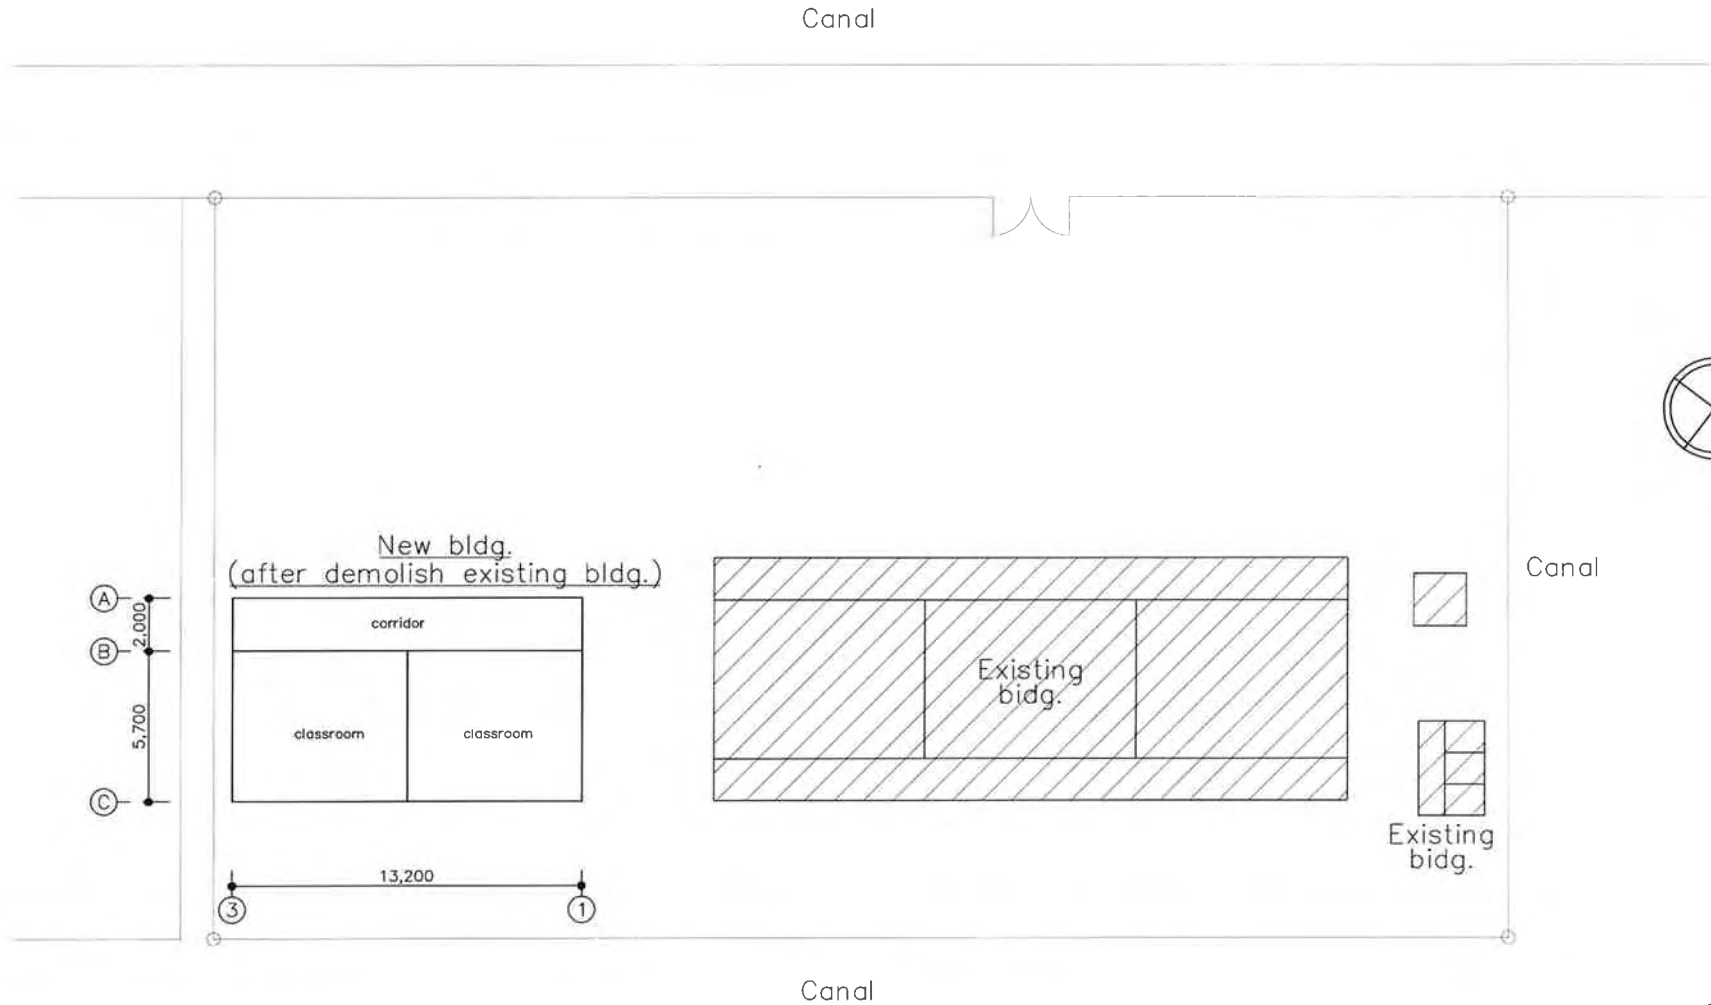 Canal
New bldg.
(after demolish existing bldg.)
A
2,000
B
5,700
C
corridor
classroom
classroom
13,200
3
1
Existing
bidg.
Canal
Existing
bidg.
Canal